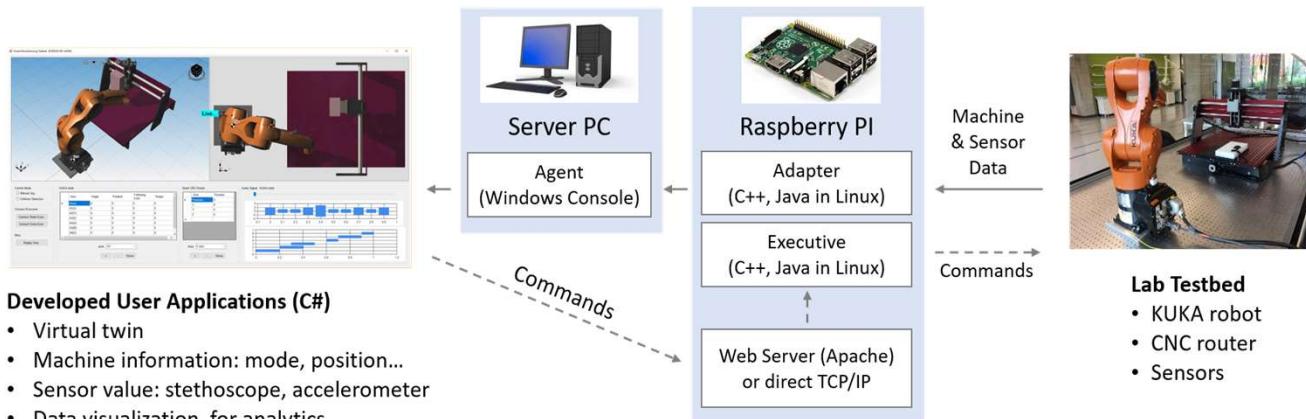 Server PC
Agent
(Windows Console)
Raspberry PI
Adapter
(C++, Java in Linux)
Executive
(C++, Java in Linux)
Web Server (Apache)
or direct TCP/IP
Machine
& Sensor
Data
Commands
Commands
KUKA
Lab Testbed
• KUKA robot
• CNC router
• Sensors
Developed User Applications (C#)
• Virtual twin
• Machine information: mode, position...
• Sensor value: stethoscope, accelerometer
• Data visualization for analytics